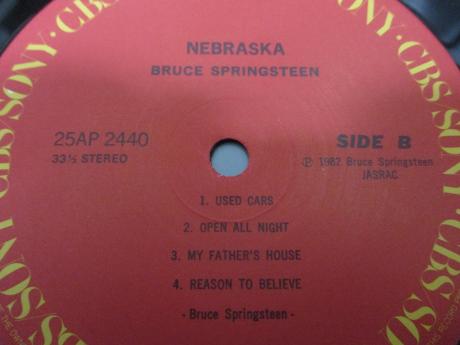 NEBRASKA
BRUCE SPRINGSTEEN
25AP 2440
33⅓ STEREO
SIDE B
℗ 1982 Bruce Springsteen
JASRAC
1. USED CARS
2. OPEN ALL NIGHT
3. MY FATHER'S HOUSE
4. REASON TO BELIEVE
- Bruce Springsteen -
SONY · CBS/SONY
CBS/SONY